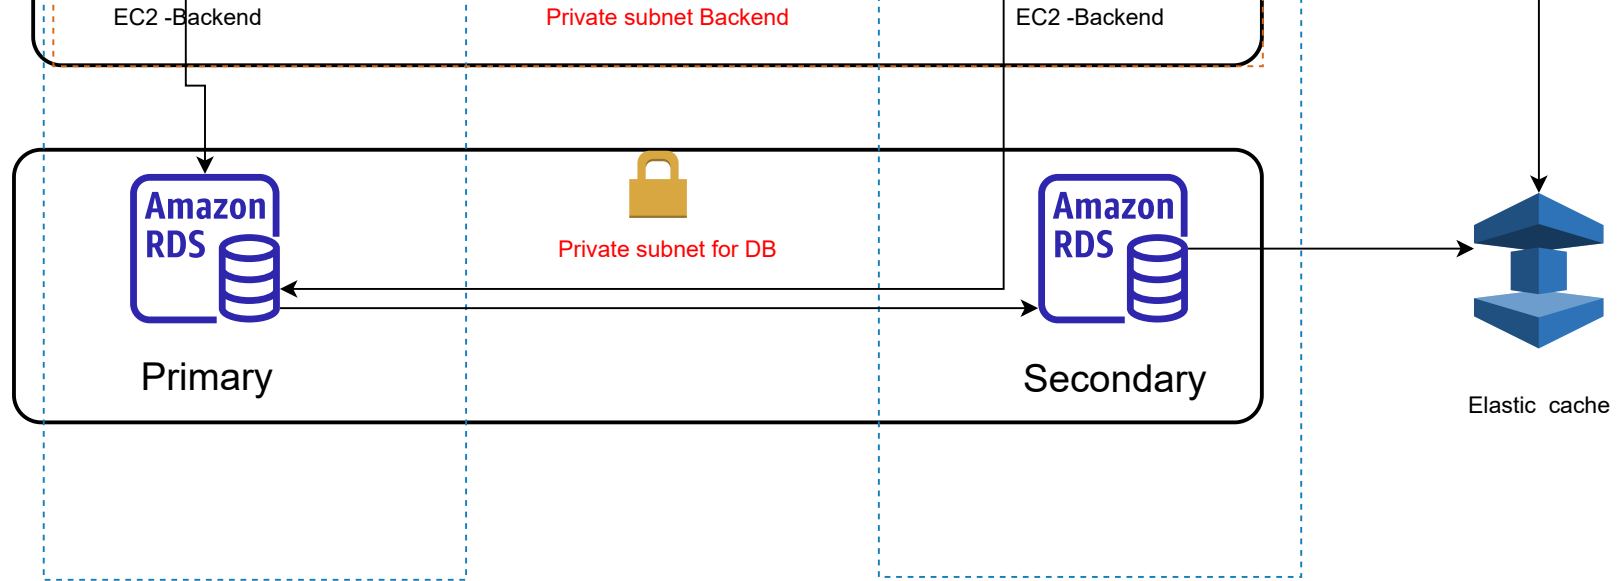 EC2 -Backend
Private subnet Backend
EC2 -Backend
Amazon
RDS
Amazon
RDS
Private subnet for DB
Primary
Secondary
Elastic  cache